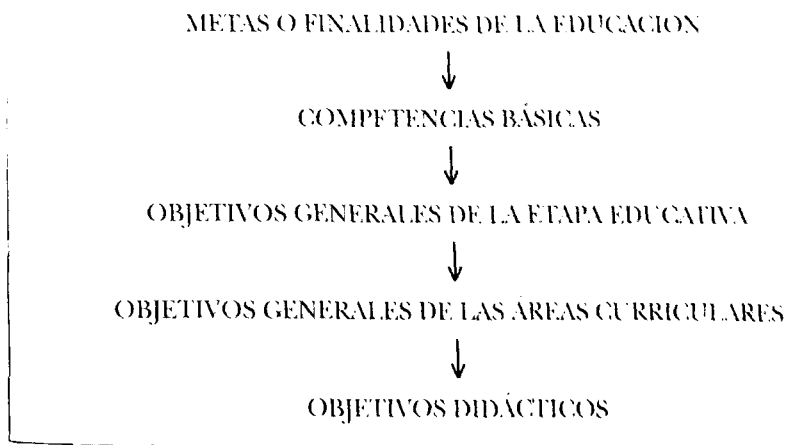 METAS O FINALIDADES DE LA EDUCACION
COMPETENCIAS BÁSICAS
OBJETIVOS GENERALES DE LA ETAPA EDUCATIVA
OBJETIVOS GENERALES DE LAS ÁREAS CURRICULARES
OBJETIVOS DIDÁCTICOS